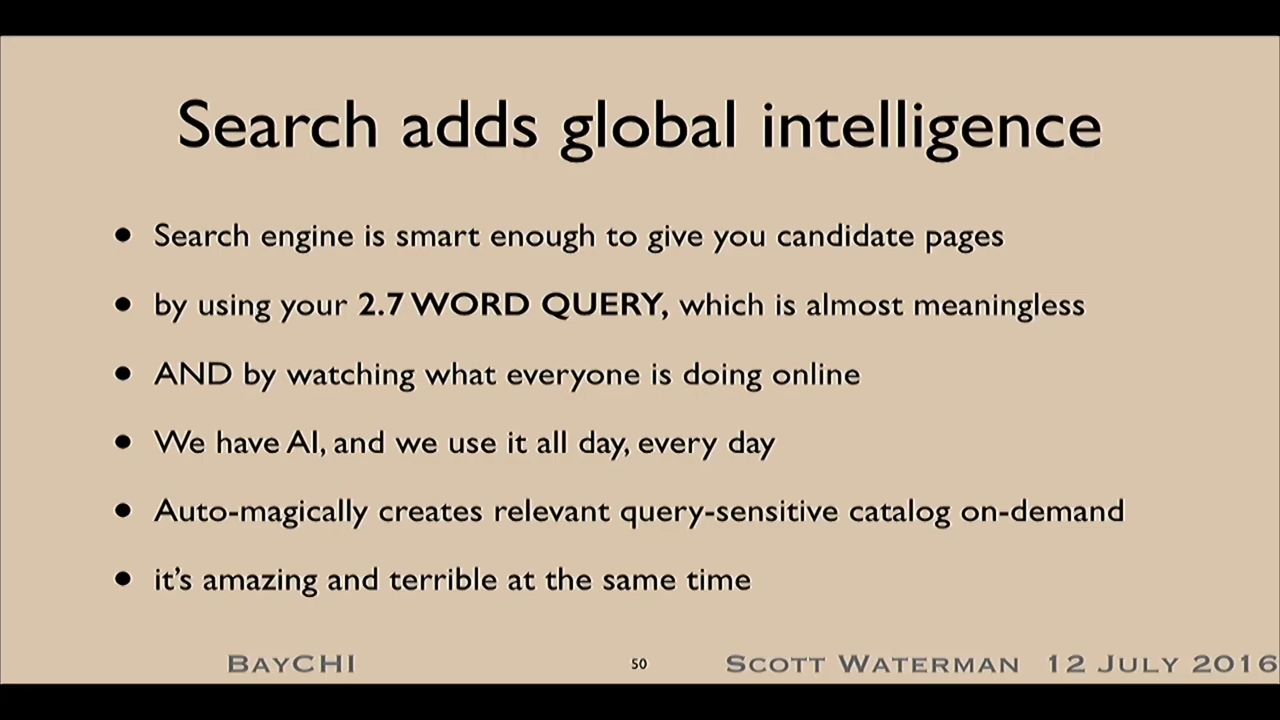 Search adds global intelligence
• Search engine is smart enough to give you candidate pages
• by using your 2.7 WORD QUERY, which is almost meaningless
• AND by watching what everyone is doing online
• We have AI, and we use it all day, every day
• Auto-magically creates relevant query-sensitive catalog on-demand
• it’s amazing and terrible at the same time
BAYCHI 50 SCOTT WATERMAN 12 JULY 2016